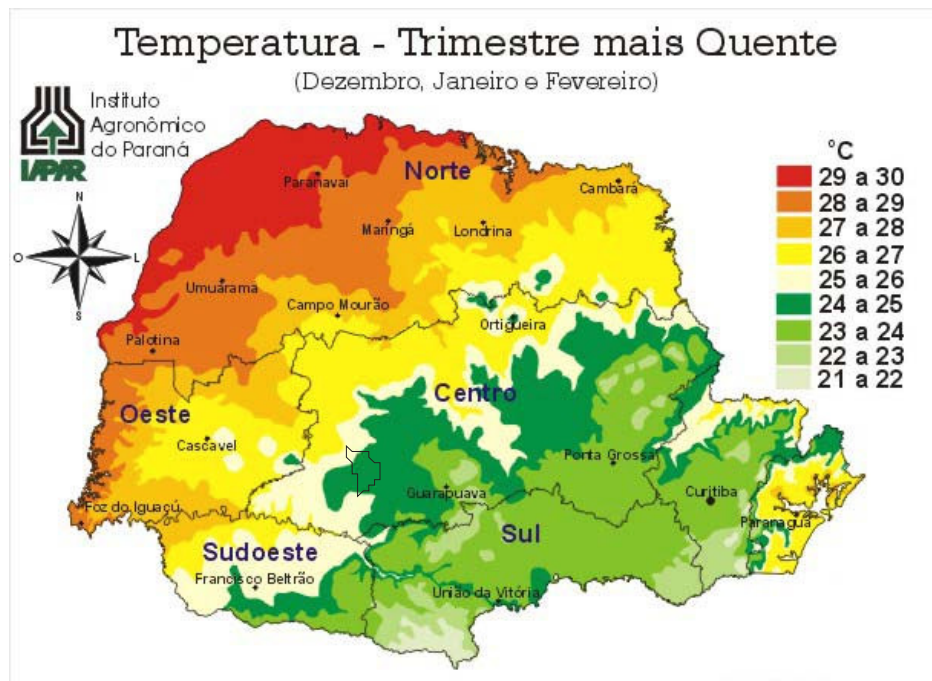 Temperatura - Trimestre mais Quente
(Dezembro, Janeiro e Fevereiro)
Instituto
Agronômico
do Paraná
IAPAR
N
O
L
S
°C
29 a 30
28 a 29
27 a 28
26 a 27
25 a 26
24 a 25
23 a 24
22 a 23
21 a 22
Norte
Paranavaí
Cambará
Maringá
Londrina
Umuarama
Campo Mourão
Ortigueira
Palotina
Oeste
Centro
Cascavel
Ponta Grossa
Guarapuava
Curitiba
Foz do Iguaçú
Paranaguá
Sul
Sudoeste
Francisco Beltrão
União da Vitória